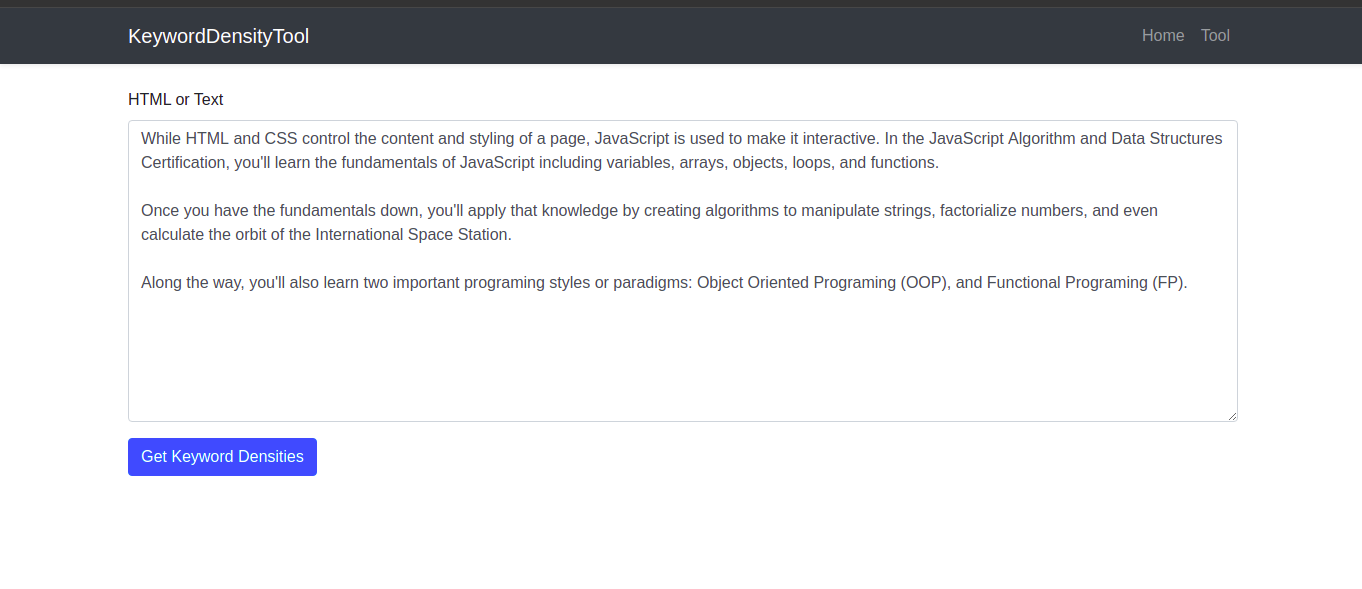 KeywordDensityTool
Home Tool
HTML or Text
While HTML and CSS control the content and styling of a page, JavaScript is used to make it interactive. In the JavaScript Algorithm and Data Structures
Certification, you'll learn the fundamentals of JavaScript including variables, arrays, objects, loops, and functions.
Once you have the fundamentals down, you'll apply that knowledge by creating algorithms to manipulate strings, factorialize numbers, and even
calculate the orbit of the International Space Station.
Along the way, you'll also learn two important programing styles or paradigms: Object Oriented Programing (OOP), and Functional Programing (FP).
Get Keyword Densities